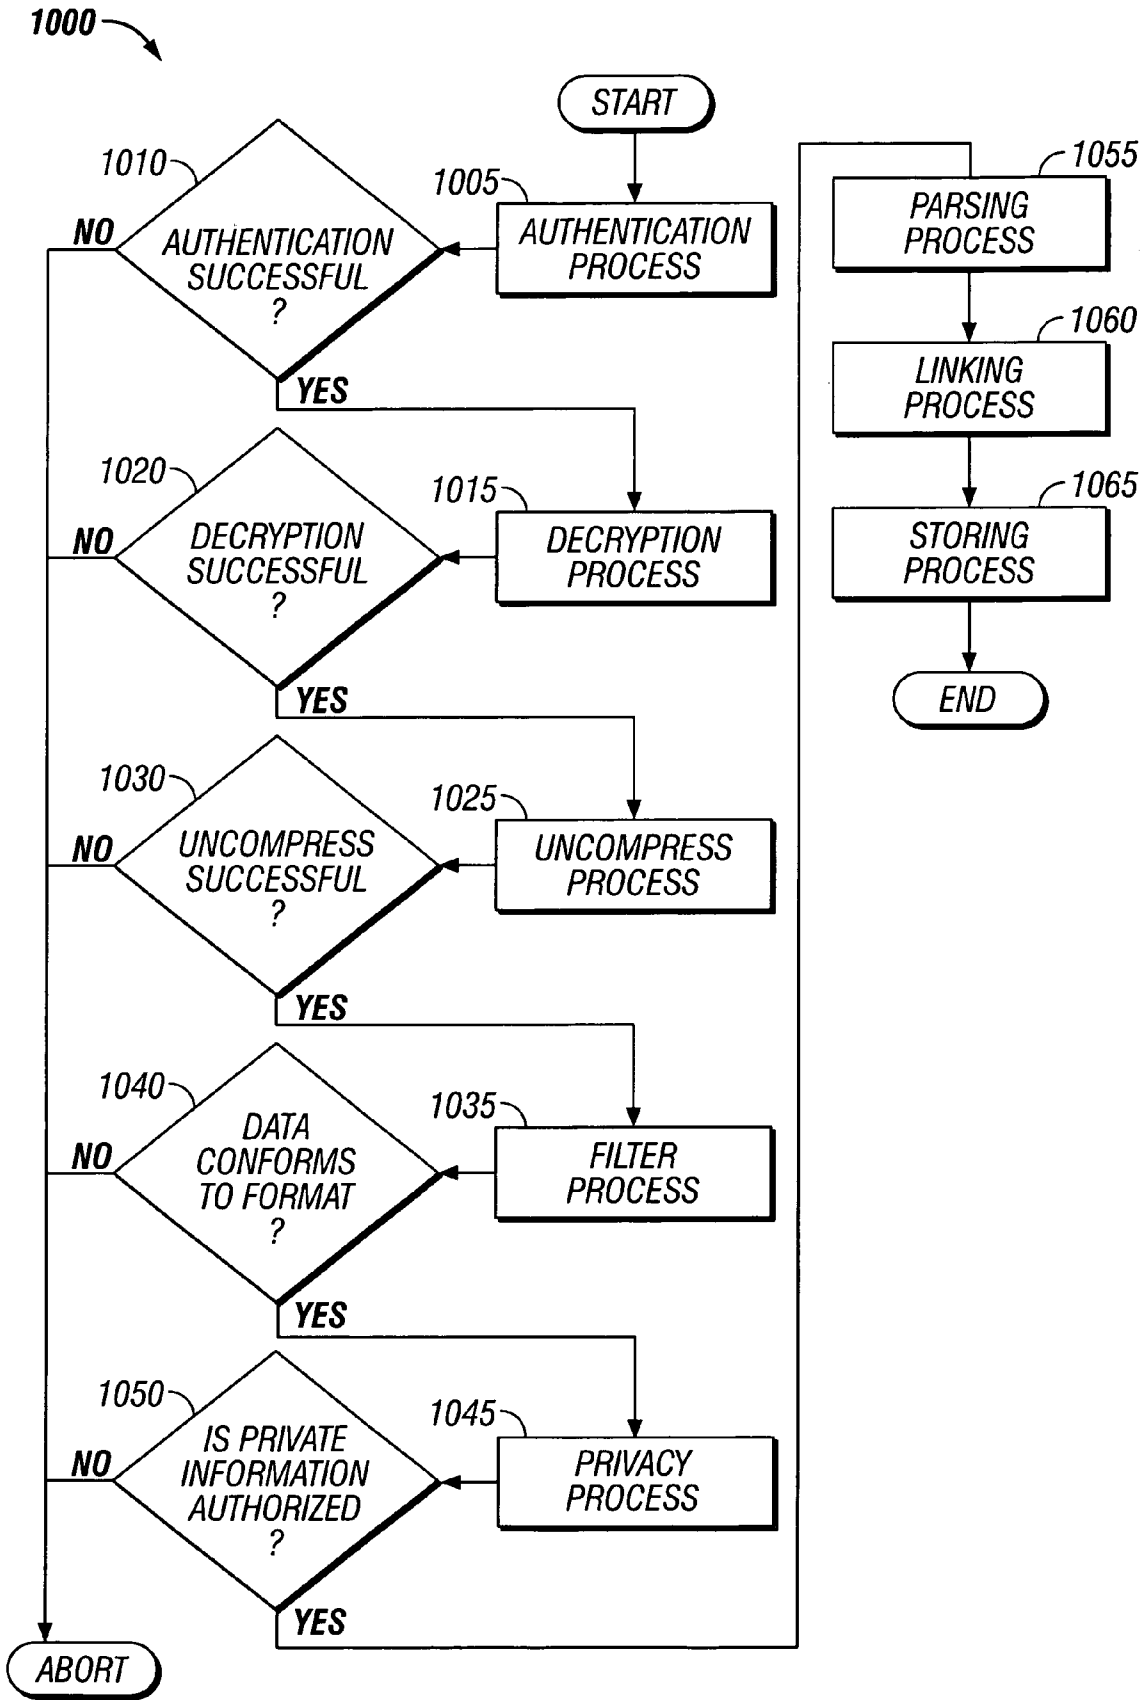 1000
START
1005
AUTHENTICATION
PROCESS
1010
AUTHENTICATION
SUCCESSFUL
?
NO
YES
1015
DECRYPTION
PROCESS
1020
DECRYPTION
SUCCESSFUL
?
NO
YES
1025
UNCOMPRESS
PROCESS
1030
UNCOMPRESS
SUCCESSFUL
?
NO
YES
1035
FILTER
PROCESS
1040
DATA
CONFORMS
TO FORMAT
?
NO
YES
1045
PRIVACY
PROCESS
1050
IS PRIVATE
INFORMATION
AUTHORIZED
?
NO
YES
ABORT
1055
PARSING
PROCESS
1060
LINKING
PROCESS
1065
STORING
PROCESS
END